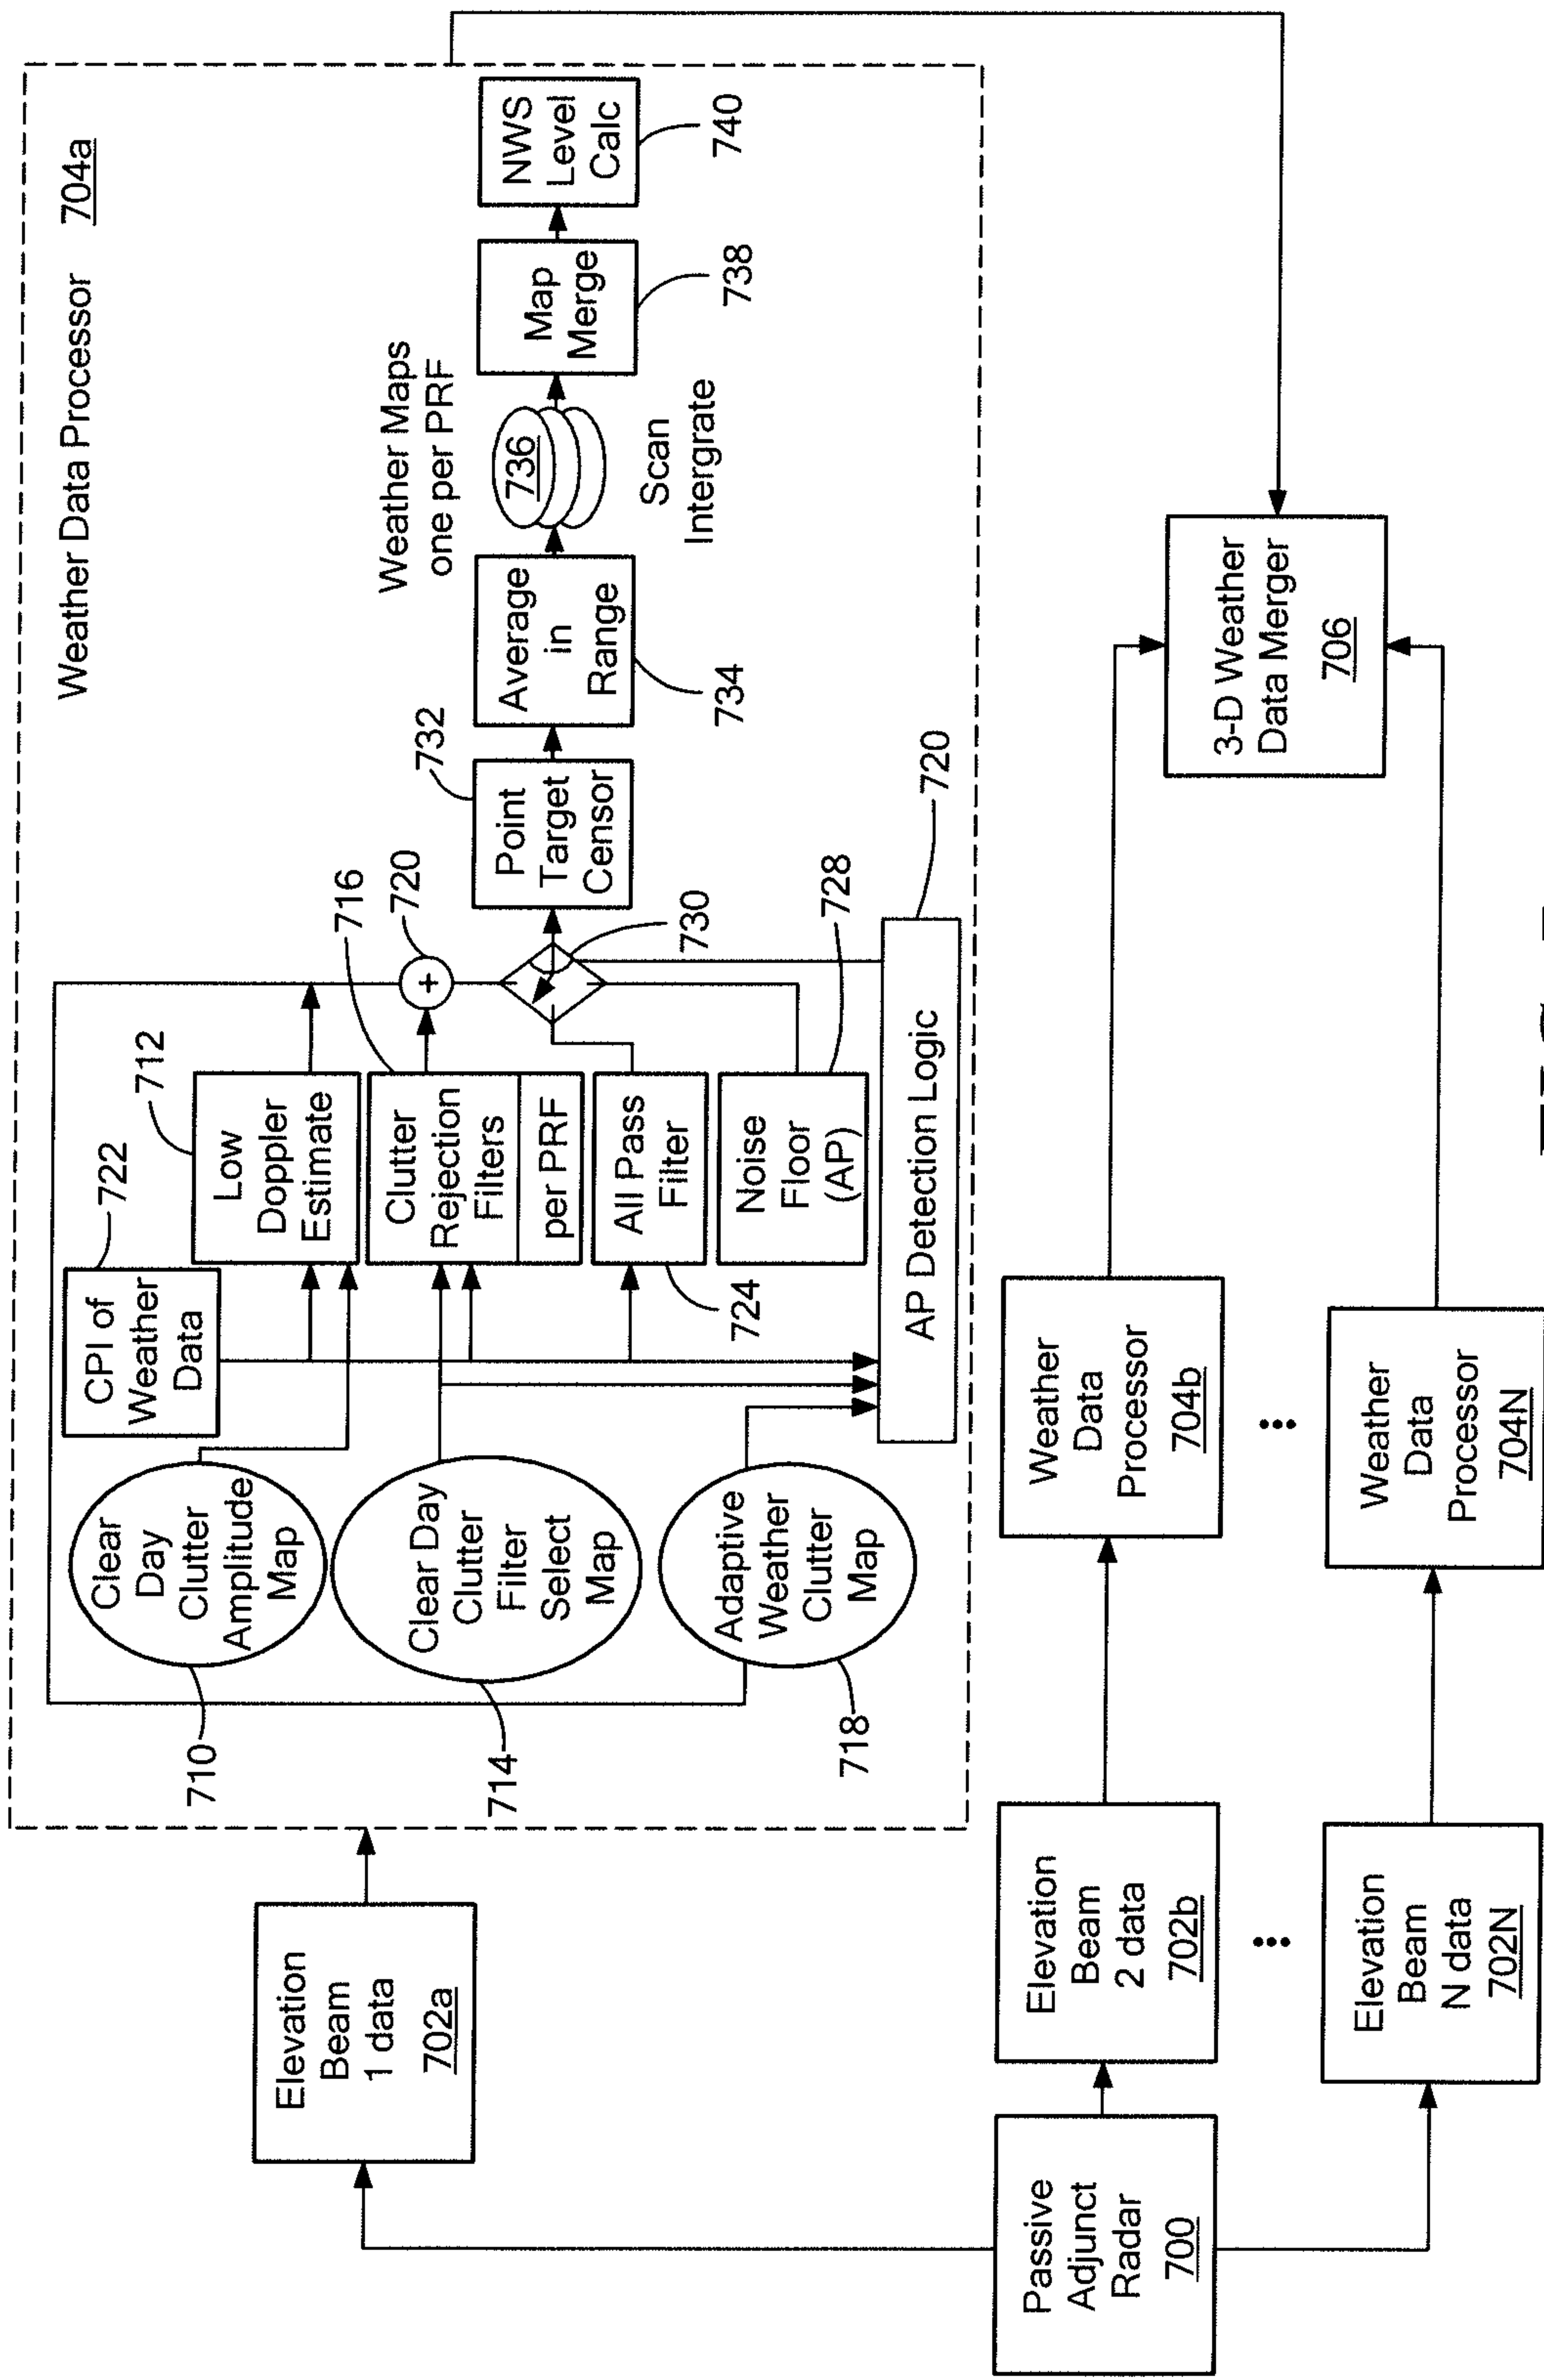 Weather Data Processor 704a
CPI of
Weather
Data
722
Clear
Day
Clutter
Amplitude
Map
710
Clear Day
Clutter
Filter
Select
Map
714
Adaptive
Weather
Clutter
Map
718
Low
Doppler
Estimate
712
Clutter
Rejection
Filters
per PRF
716
All Pass
Filter
724
Noise
Floor
(AP)
728
AP Detection Logic
720
+
720
730
Point
Target
Censor
732
Average
in
Range
734
Weather Maps
one per PRF
736
Scan
Intergrate
Map
Merge
738
NWS
Level
Calc
740
Elevation
Beam
1 data
702a
Passive
Adjunct
Radar
700
Elevation
Beam
2 data
702b
Elevation
Beam
N data
702N
Weather
Data
Processor
704b
Weather
Data
Processor
704N
3-D Weather
Data Merger
706